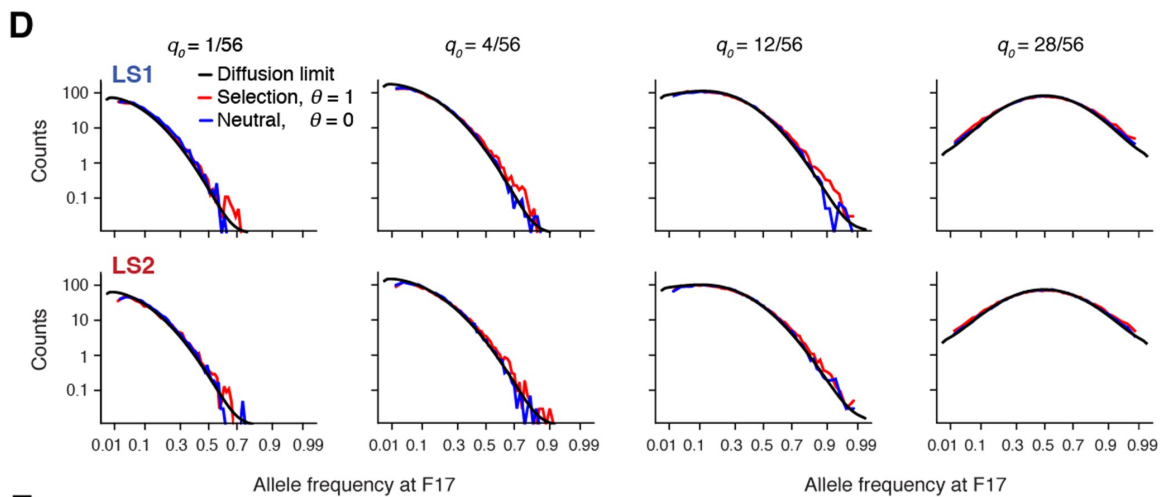 D
q₀ = 1/56
q₀ = 4/56
q₀ = 12/56
q₀ = 28/56
LS1
Diffusion limit
Selection, θ = 1
Neutral, θ = 0
Counts
100
10
1
0.1
LS2
Counts
100
10
1
0.1
0.01 0.1 0.3 0.5 0.7 0.9 0.99
0.01 0.1 0.3 0.5 0.7 0.9 0.99
0.01 0.1 0.3 0.5 0.7 0.9 0.99
0.01 0.1 0.3 0.5 0.7 0.9 0.99
Allele frequency at F17
Allele frequency at F17